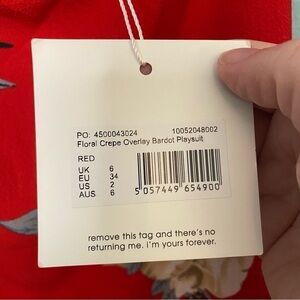 PO: 4500043024 10052048002
Floral Crepe Overlay Bardot Playsuit
RED
UK 6
EU 34
US 2
AUS 6
5 057449 654900
remove this tag and there's no
returning me. i'm yours forever.